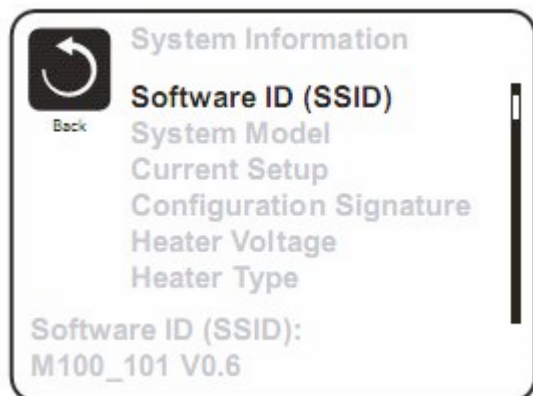 System Information
Software ID (SSID)
Back
System Model
Current Setup
Configuration Signature
Heater Voltage
Heater Type
Software ID (SSID):
M100_101 V0.6